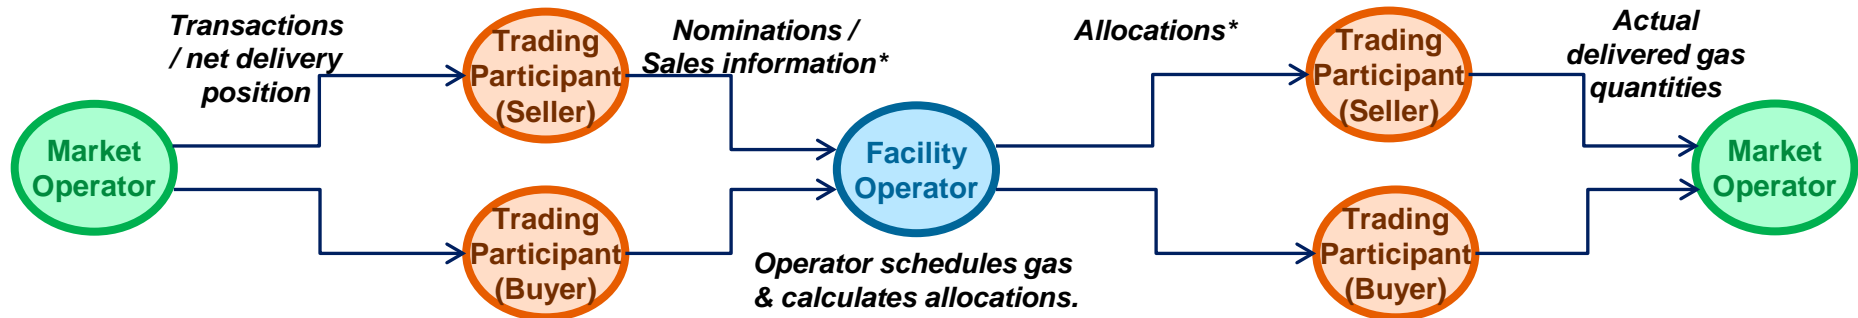 Transactions
/ net delivery
position
Market
Operator
Trading
Participant
(Seller)
Trading
Participant
(Buyer)
Nominations /
Sales information*
Facility
Operator
Operator schedules gas
& calculates allocations.
Allocations*
Trading
Participant
(Seller)
Trading
Participant
(Buyer)
Actual
delivered gas
quantities
Market
Operator